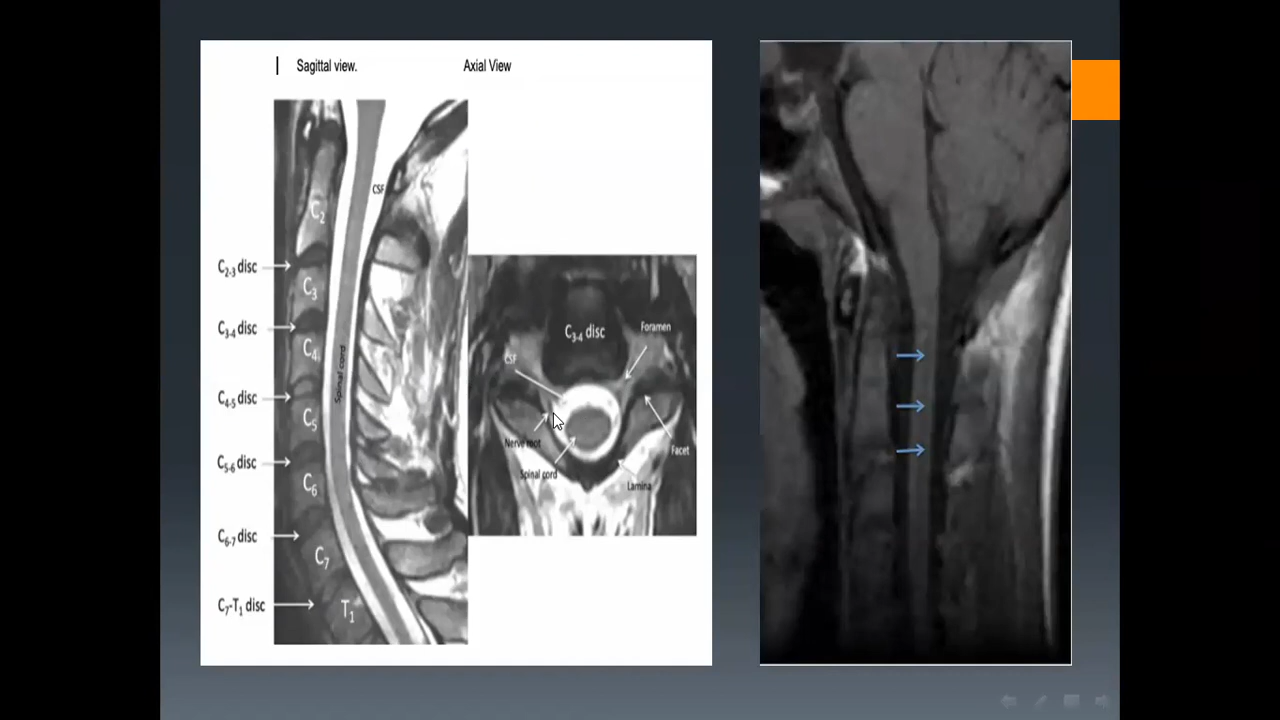 Sagittal view.
Axial View
CSF
C2
C2-3 disc
C3
C3-4 disc
C4
Spinal cord
C4-5 disc
C5
C5-6 disc
C6
C6-7 disc
C7
C7-T1 disc
T1
C3-4 disc
Foramen
CSF
Nerve root
Facet
Spinal cord
Lamina